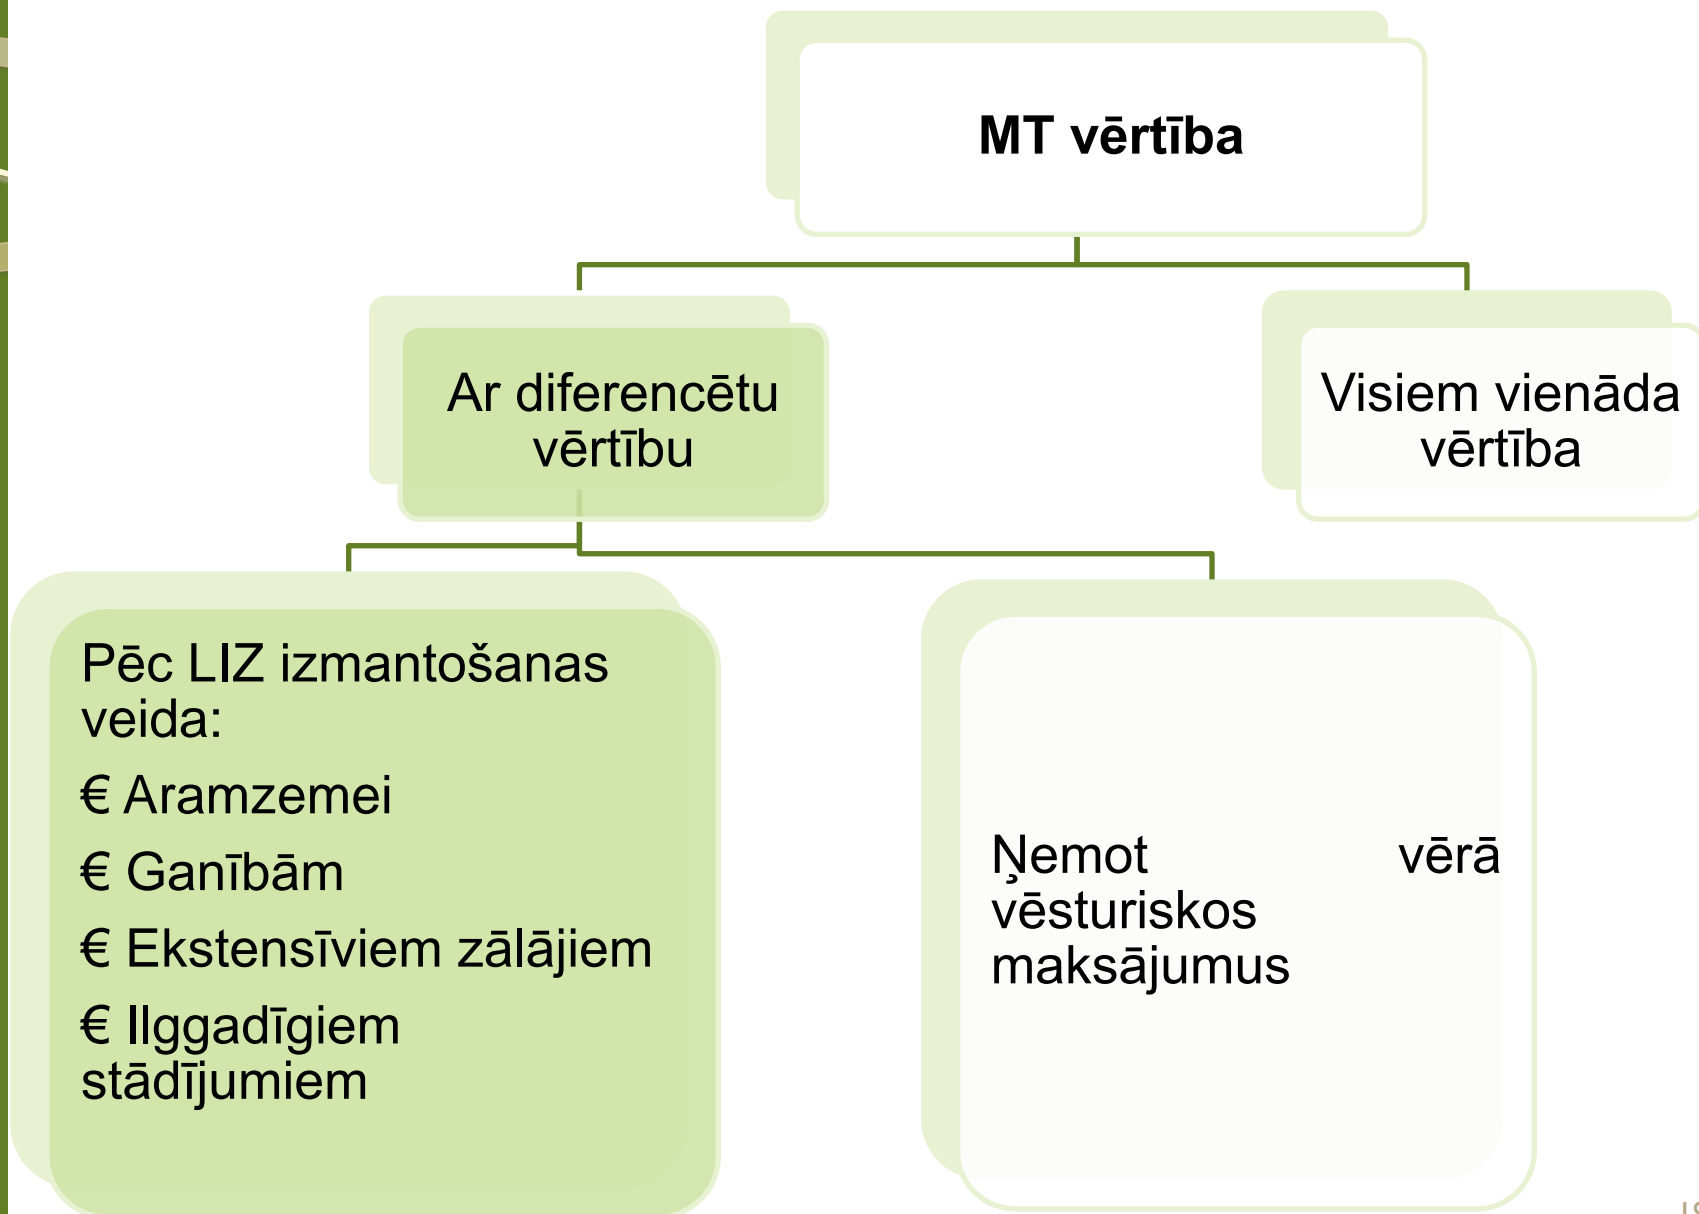 MT vērtība
Ar diferencētu
vērtību
Visiem vienāda
vērtība
Pēc LIZ izmantošanas
veida:
€ Aramzemei
€ Ganībām
€ Ekstensīviem zālājiem
€ Ilggadīgiem
stādījumiem
Ņemot vērā
vēsturiskos
maksājumus